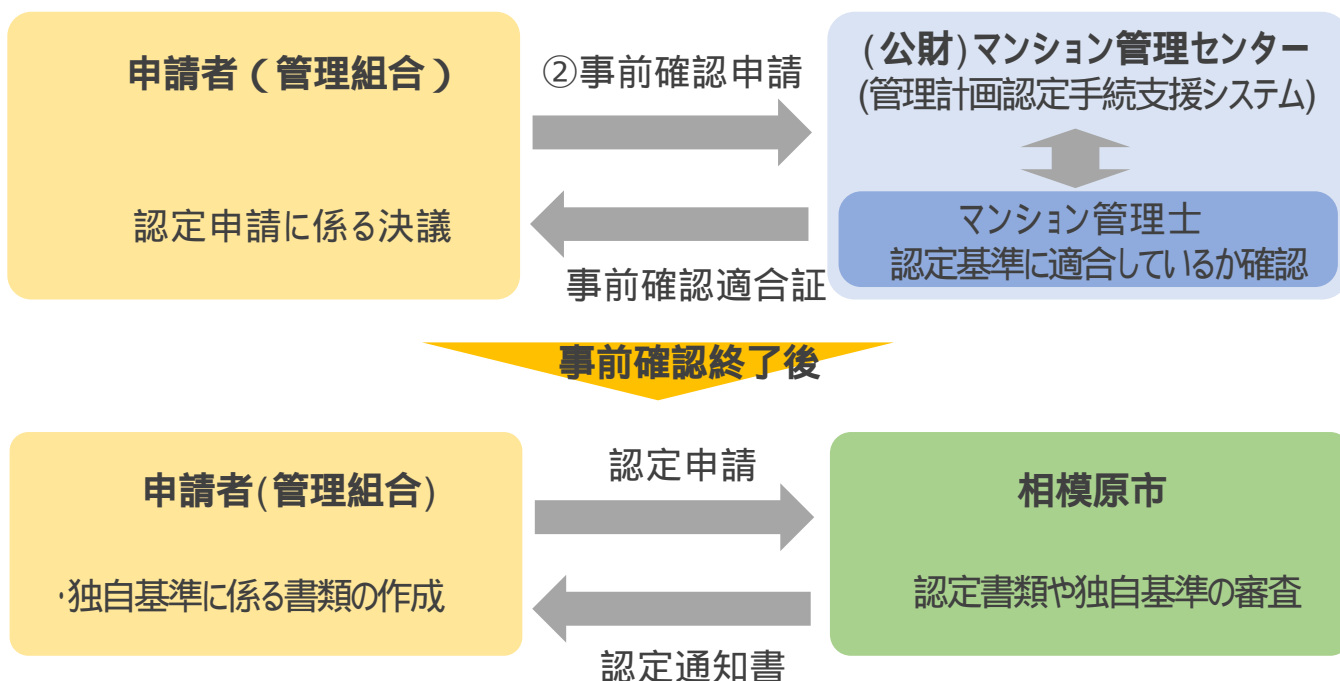 申請者（管理組合）
②事前確認申請
(公財)マンション管理センター
(管理計画認定手続支援システム)
認定申請に係る決議
マンション管理士
認定基準に適合しているか確認
事前確認適合証
事前確認終了後
申請者(管理組合)
認定申請
相模原市
・独自基準に係る書類の作成
認定書類や独自基準の審査
認定通知書